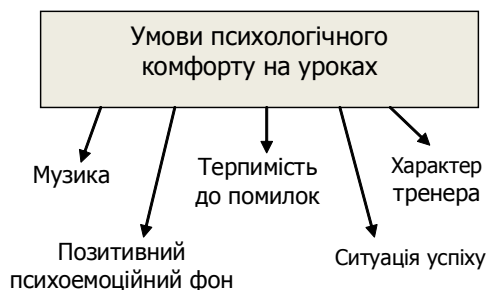 Умови психологічного
комфорту на уроках
Музика
Терпимість
до помилок
Характер
тренера
Позитивний
психоемоційний фон
Ситуація успіху